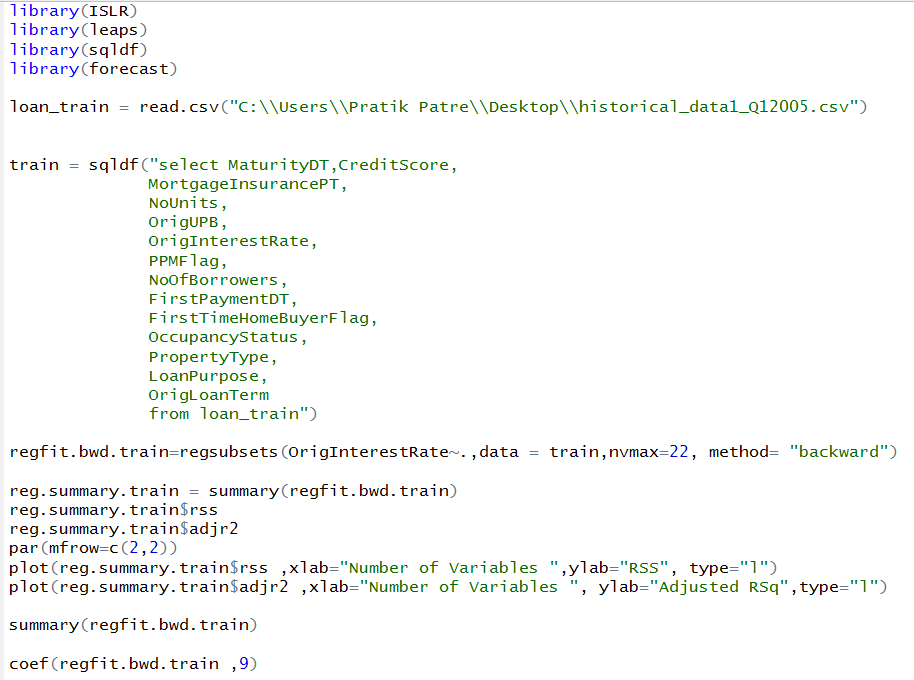 library(ISLR)
library(leaps)
library(sqldf)
library(forecast)
loan_train = read.csv("C:\\Users\\Pratik Patre\\Desktop\\historical_data1_Q12005.csv")
train = sqldf("select MaturityDT,CreditScore,
MortgageInsurancePT,
NoUnits,
OrigUPB,
OrigInterestRate,
PPMFlag,
NoOfBorrowers,
FirstPaymentDT,
FirstTimeHomeBuyerFlag,
OccupancyStatus,
PropertyType,
LoanPurpose,
OrigLoanTerm
from loan_train")
regfit.bwd.train=regsubsets(OrigInterestRate~.,data = train,nvmax=22, method= "backward")
reg.summary.train = summary(regfit.bwd.train)
reg.summary.train$rss
reg.summary.train$adjr2
par(mfrow=c(2,2))
plot(reg.summary.train$rss ,xlab="Number of Variables ",ylab="RSS", type="l")
plot(reg.summary.train$adjr2 ,xlab="Number of Variables ", ylab="Adjusted RSq",type="l")
summary(regfit.bwd.train)
coef(regfit.bwd.train ,9)